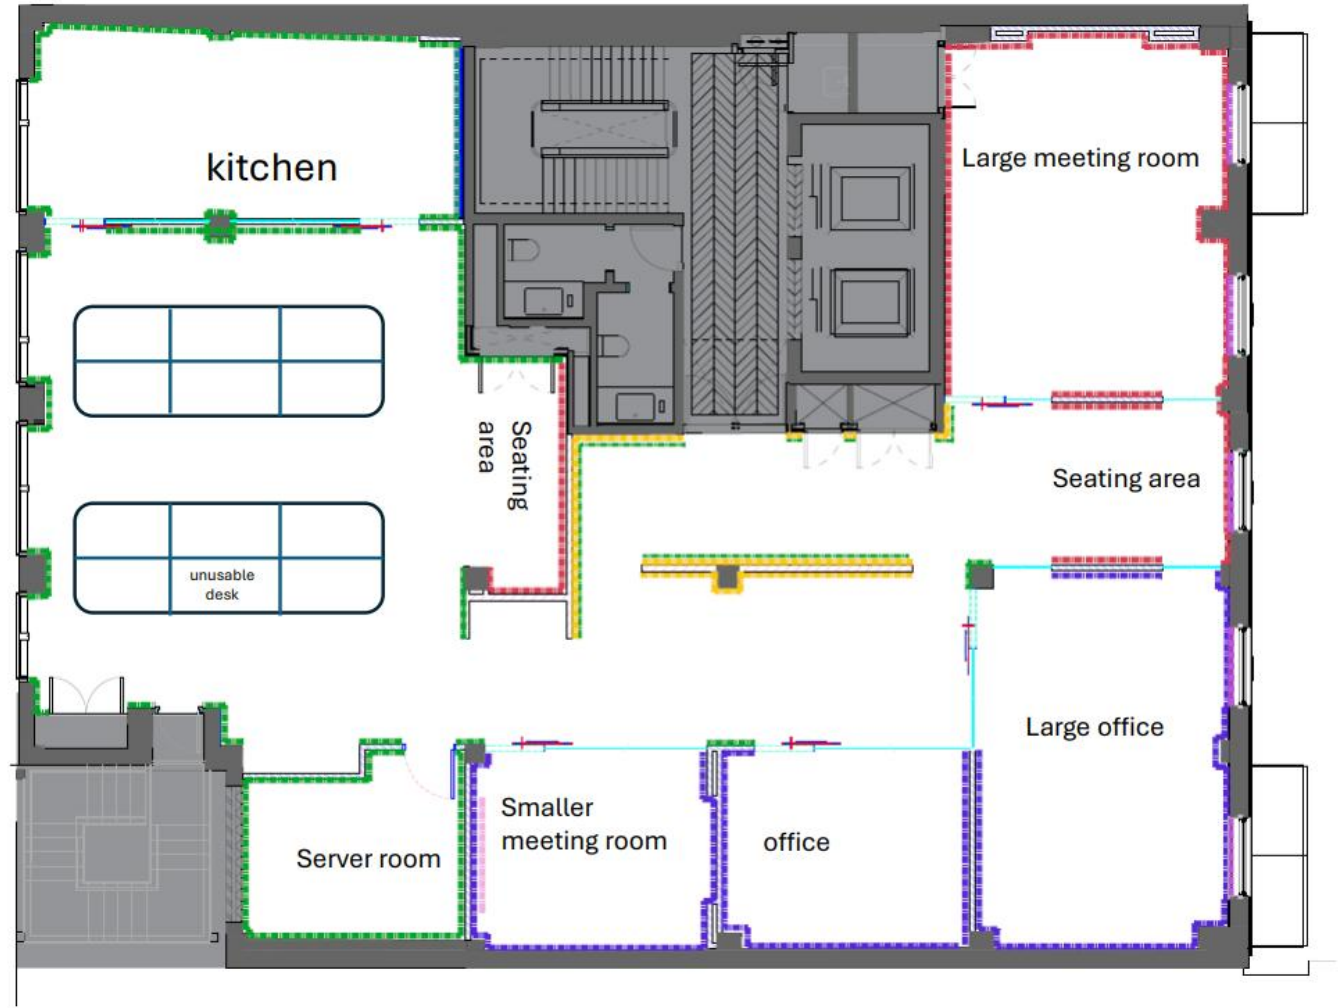 kitchen
Large meeting room
Seating
area
Seating area
unusable
desk
Large office
Smaller
meeting room
office
Server room